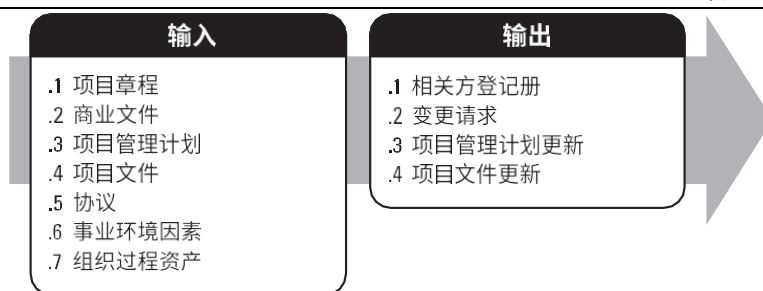 输入
.1 项目章程
.2 商业文件
.3 项目管理计划
.4 项目文件
.5 协议
.6 事业环境因素
.7 组织过程资产
输出
.1 相关方登记册
.2 变更请求
.3 项目管理计划更新
.4 项目文件更新